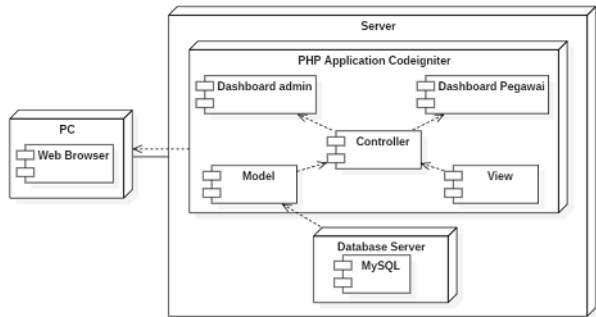 Server
PHP Application Codeigniter
Dashboard admin
Dashboard Pegawai
PC
Web Browser
Controller
Model
View
Database Server
MySQL